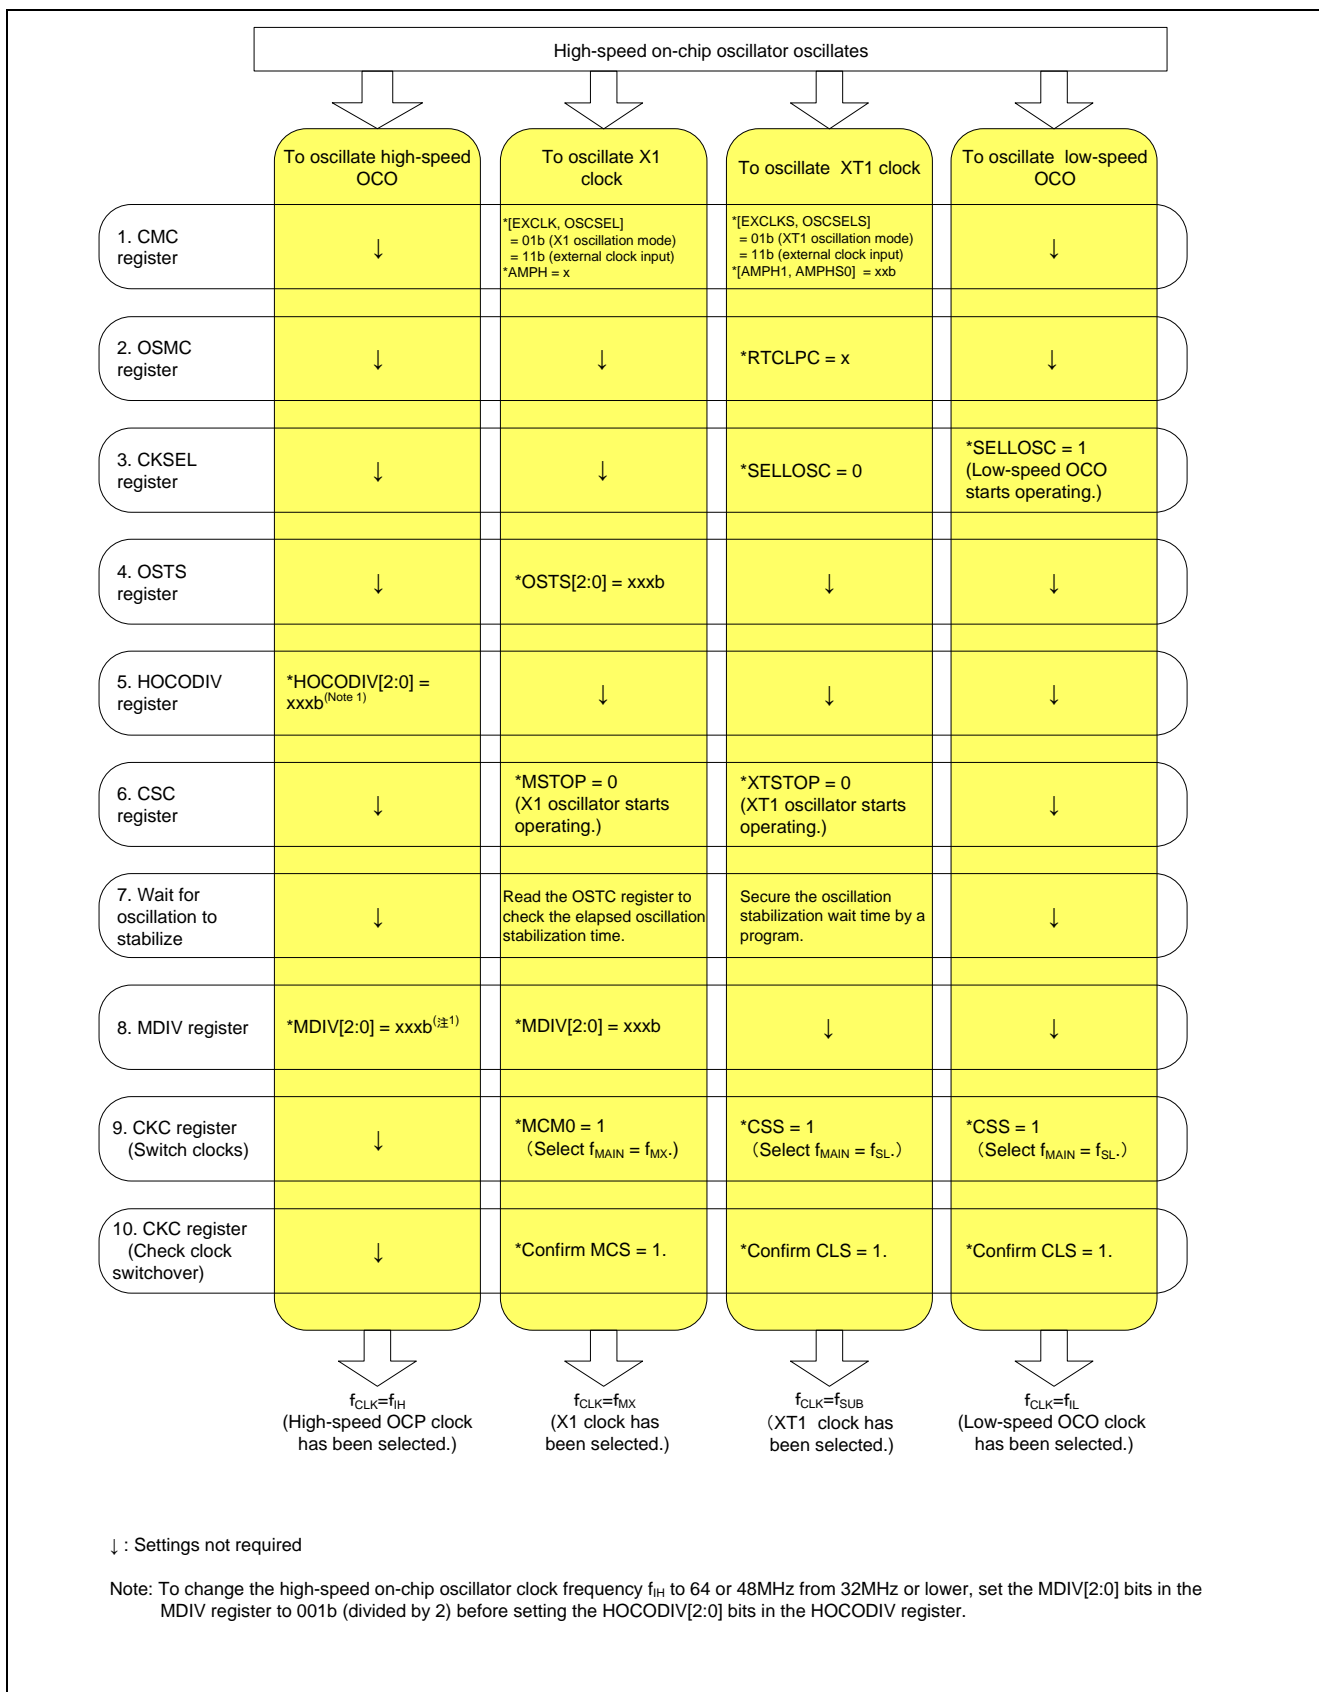 High-speed on-chip oscillator oscillates
To oscillate high-speed
OCO
To oscillate X1
clock
To oscillate XT1 clock
To oscillate low-speed
OCO
1. CMC
register
↓
*[EXCLK, OSCSEL]
= 01b (X1 oscillation mode)
= 11b (external clock input)
*AMPH = x
*[EXCLKS, OSCSELS]
= 01b (XT1 oscillation mode)
= 11b (external clock input)
*[AMPH1, AMPHS0] = xxb
↓
2. OSMC
register
↓
↓
*RTCLPC = x
↓
3. CKSEL
register
↓
↓
*SELLOSC = 0
*SELLOSC = 1
(Low-speed OCO
starts operating.)
4. OSTS
register
↓
*OSTS[2:0] = xxxb
↓
↓
5. HOCODIV
register
*HOCODIV[2:0] =
xxxb(Note 1)
↓
↓
↓
6. CSC
register
↓
*MSTOP = 0
(X1 oscillator starts
operating.)
*XTSTOP = 0
(XT1 oscillator starts
operating.)
↓
7. Wait for
oscillation to
stabilize
↓
Read the OSTC register to
check the elapsed oscillation
stabilization time.
Secure the oscillation
stabilization wait time by a
program.
↓
8. MDIV register
*MDIV[2:0] = xxxb(注1)
*MDIV[2:0] = xxxb
↓
↓
9. CKC register
(Switch clocks)
↓
*MCM0 = 1
（Select fMAIN = fMX.)
*CSS = 1
（Select fMAIN = fSL.）
*CSS = 1
（Select fMAIN = fSL.）
10. CKC register
(Check clock
switchover)
↓
*Confirm MCS = 1.
*Confirm CLS = 1.
*Confirm CLS = 1.
fCLK=fIH
(High-speed OCP clock
has been selected.)
fCLK=fMX
(X1 clock has
been selected.)
fCLK=fSUB
（XT1 clock has
been selected.)
fCLK=fIL
(Low-speed OCO clock
has been selected.)
↓ : Settings not required
Note: To change the high-speed on-chip oscillator clock frequency fIH to 64 or 48MHz from 32MHz or lower, set the MDIV[2:0] bits in the
MDIV register to 001b (divided by 2) before setting the HOCODIV[2:0] bits in the HOCODIV register.